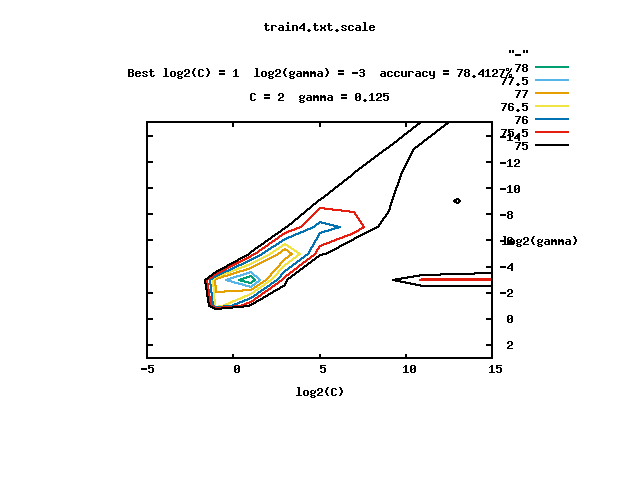 train4.txt.scale
"-"
Best log2(C) = 1  log2(gamma) = -3  accuracy = 78.4127%
78
77.5
77
C = 2  gamma = 0.125
76.5
76
75.5
-14
75
-12
-10
-8
-6
log2(gamma)
-4
-2
0
2
-5 0 5 10 15
log2(C)